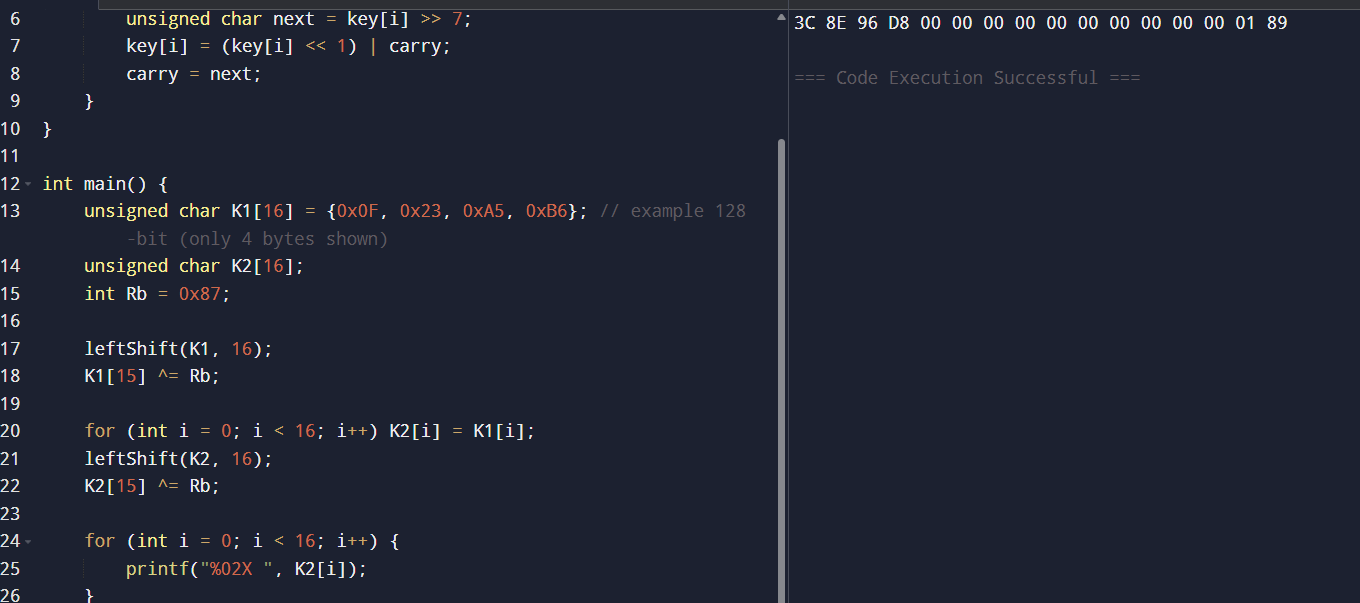 6 unsigned char next = key[i] >> 7;
7 key[i] = (key[i] << 1) | carry;
8 carry = next;
9 }
10 }
11
12 int main() {
13 unsigned char K1[16] = {0x0F, 0x23, 0xA5, 0xB6}; // example 128
-bit (only 4 bytes shown)
14 unsigned char K2[16];
15 int Rb = 0x87;
16
17 leftShift(K1, 16);
18 K1[15] ^= Rb;
19
20 for (int i = 0; i < 16; i++) K2[i] = K1[i];
21 leftShift(K2, 16);
22 K2[15] ^= Rb;
23
24 for (int i = 0; i < 16; i++) {
25 printf("%02X ", K2[i]);
26 }
3C 8E 96 D8 00 00 00 00 00 00 00 00 00 00 01 89
=== Code Execution Successful ===